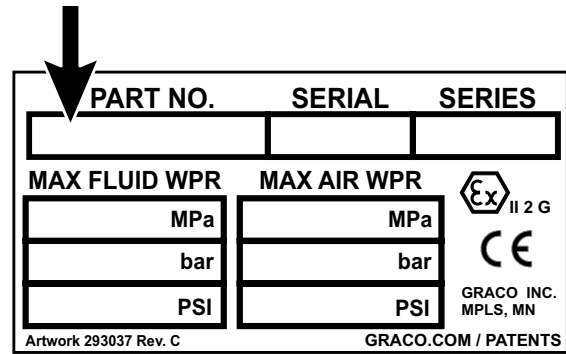 PART NO. SERIAL SERIES
MAX FLUID WPR MAX AIR WPR
Ex II 2 G
MPa MPa
bar bar
CE
PSI PSI
GRACO INC.
MPLS, MN
Artwork 293037 Rev. C GRACO.COM / PATENTS